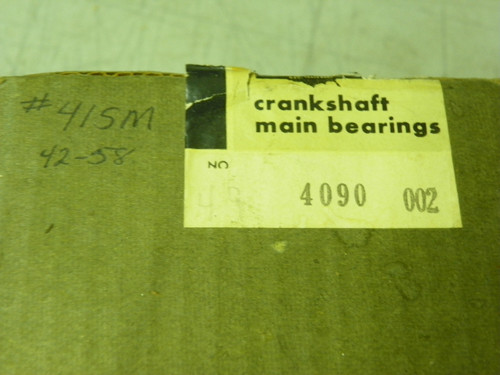 #415M
42-58
crankshaft
main bearings
NO
4090 002